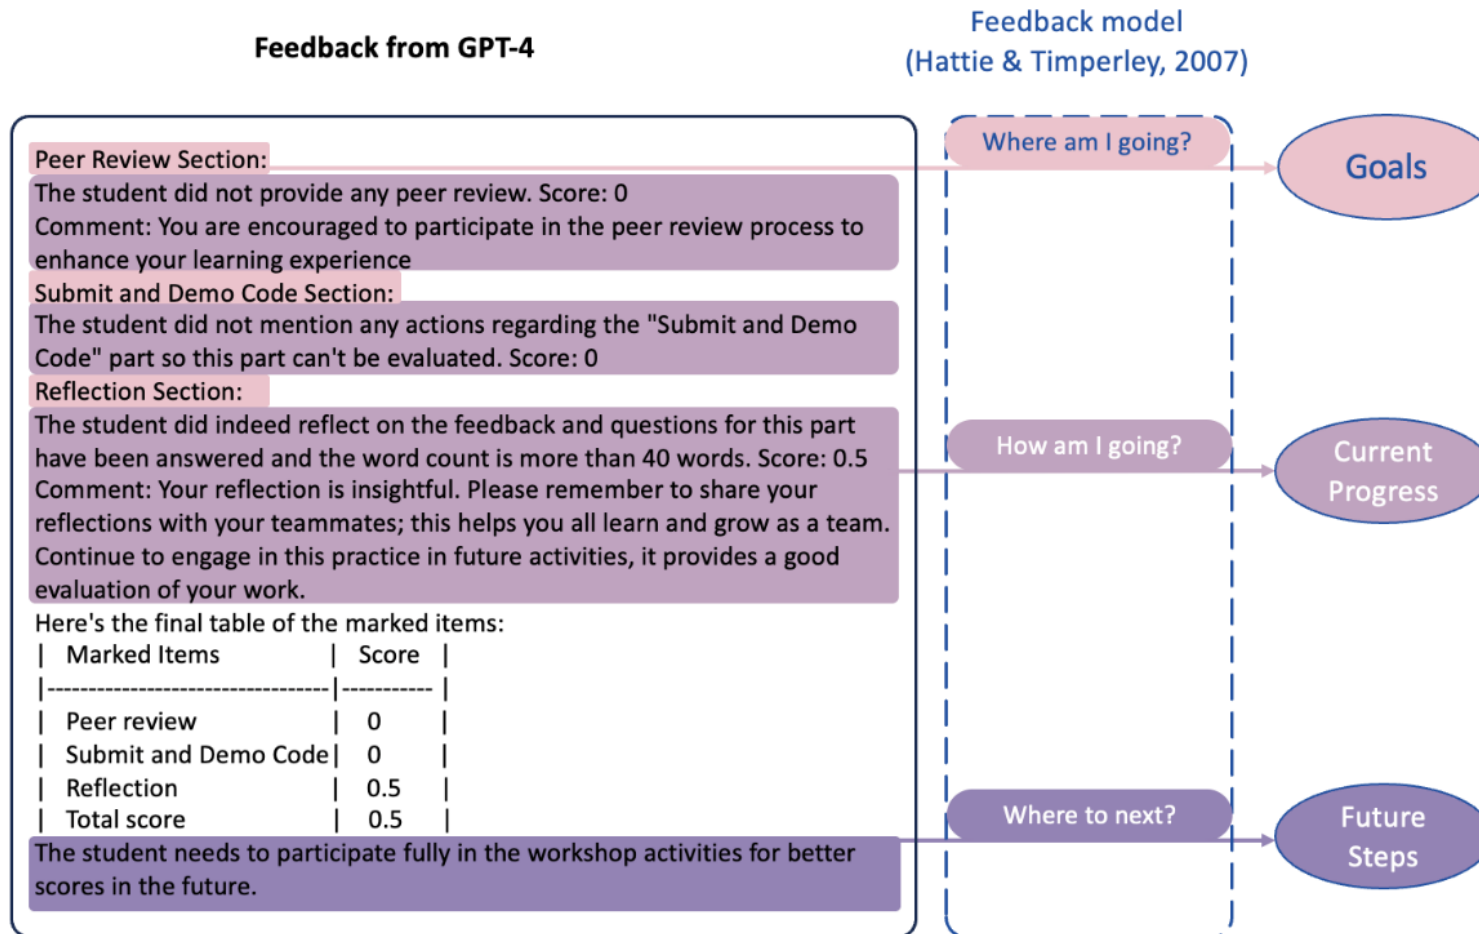 Feedback from GPT-4
Feedback model
(Hattie & Timperley, 2007)
Peer Review Section:
The student did not provide any peer review. Score: 0
Comment: You are encouraged to participate in the peer review process to
enhance your learning experience
Submit and Demo Code Section:
The student did not mention any actions regarding the "Submit and Demo
Code" part so this part can't be evaluated. Score: 0
Reflection Section:
The student did indeed reflect on the feedback and questions for this part
have been answered and the word count is more than 40 words. Score: 0.5
Comment: Your reflection is insightful. Please remember to share your
reflections with your teammates; this helps you all learn and grow as a team.
Continue to engage in this practice in future activities, it provides a good
evaluation of your work.
Here's the final table of the marked items:
| Marked Items | Score |
|----------------------------------|----------- |
| Peer review | 0 |
| Submit and Demo Code| 0 |
| Reflection | 0.5 |
| Total score | 0.5 |
The student needs to participate fully in the workshop activities for better
scores in the future.
Where am I going?
Goals
How am I going?
Current
Progress
Where to next?
Future
Steps